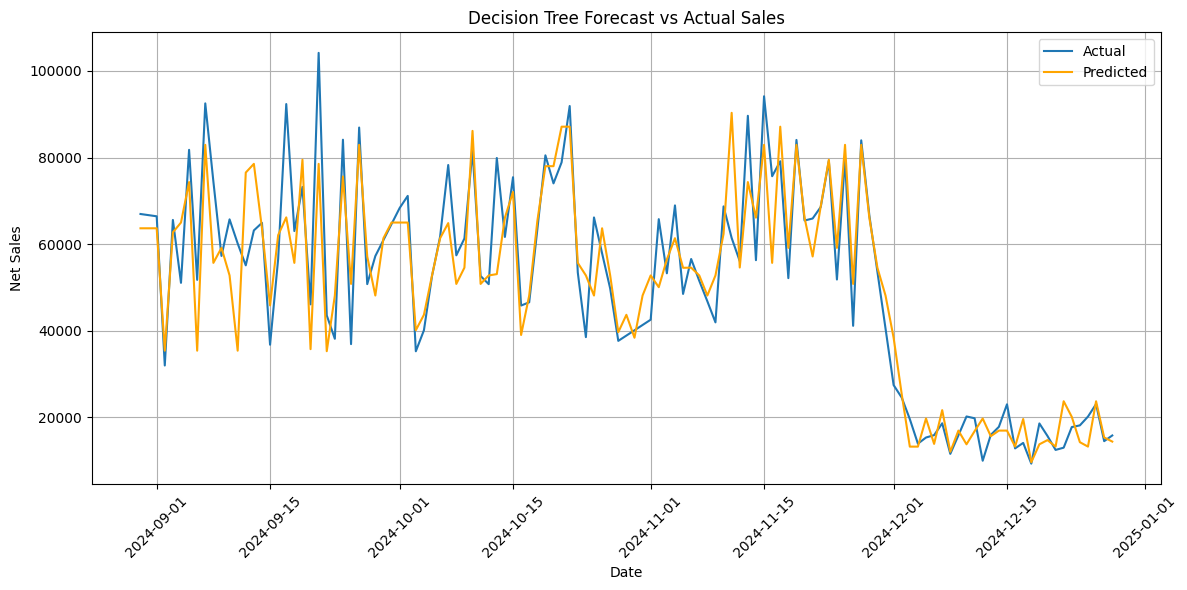 Decision Tree Forecast vs Actual Sales
Actual
Predicted
Net Sales
100000
80000
60000
40000
20000
2024-09-01
2024-09-15
2024-10-01
2024-10-15
2024-11-01
2024-11-15
2024-12-01
2024-12-15
2025-01-01
Date